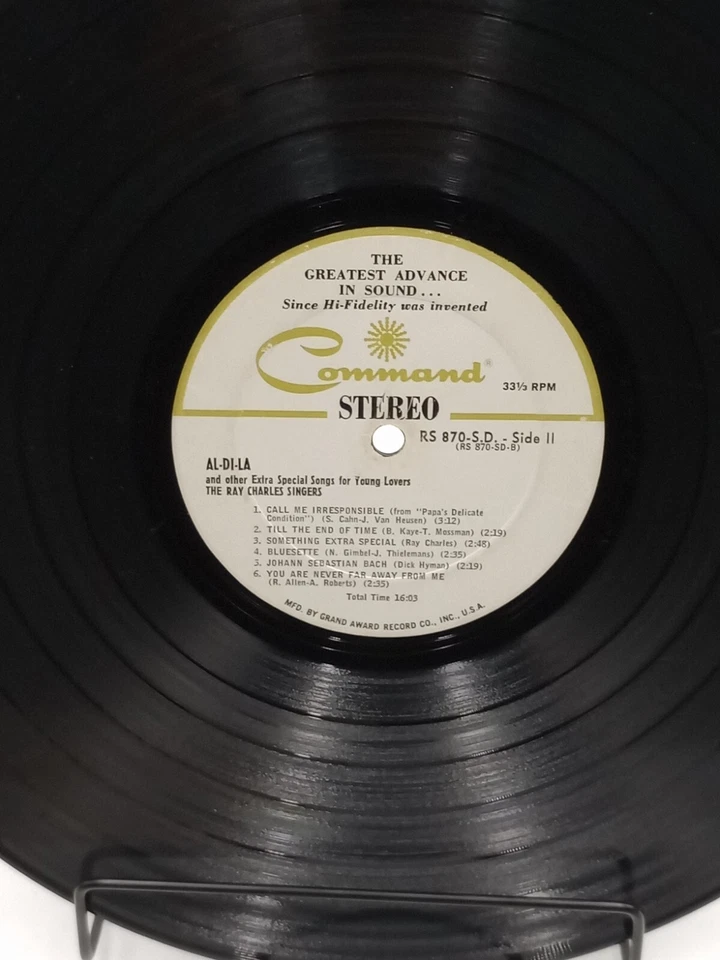 THE
GREATEST ADVANCE
IN SOUND...
Since Hi-Fidelity was invented
Command®
33⅓ RPM
STEREO
RS 870-S.D. - Side II
(RS 870-SD-B)
AL-DI-LA
and other Extra Special Songs for Young Lovers
THE RAY CHARLES SINGERS
1. CALL ME IRRESPONSIBLE (from "Papa's Delicate
Condition") (S. Cahn-J. Van Heusen) (3:12)
2. TILL THE END OF TIME (B. Kaye-T. Mossman) (2:19)
3. SOMETHING EXTRA SPECIAL (Ray Charles) (2:48)
4. BLUESETTE (N. Gimbel-J. Thielemans) (2:35)
5. JOHANN SEBASTIAN BACH (Dick Hyman) (2:19)
6. YOU ARE NEVER FAR AWAY FROM ME
(R. Allen-A. Roberts) (2:35)
Total Time 16:03
MFD. BY GRAND AWARD RECORD CO., INC., U.S.A.